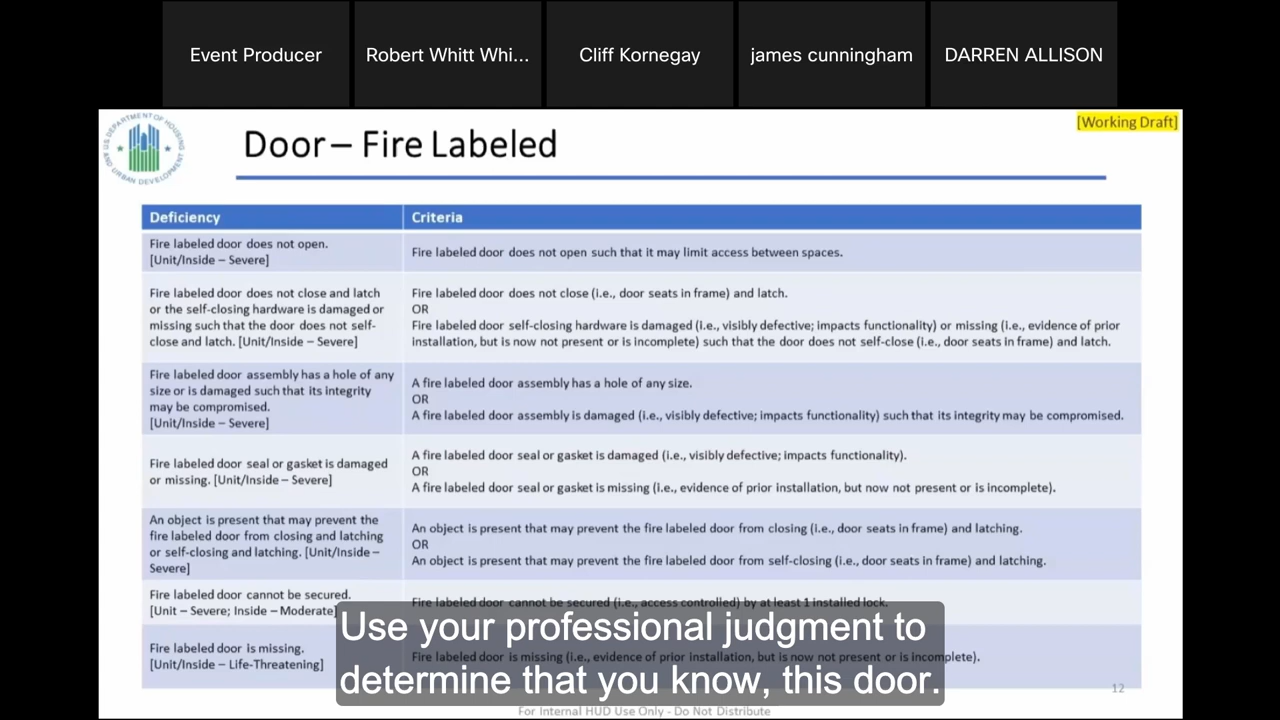 Event Producer
Robert Whitt Whi...
Cliff Kornegay
james cunningham
DARREN ALLISON
U.S. DEPARTMENT OF HOUSING AND URBAN DEVELOPMENT
Door – Fire Labeled
[Working Draft]
Deficiency
Criteria
Fire labeled door does not open.
[Unit/Inside – Severe]
Fire labeled door does not open such that it may limit access between spaces.
Fire labeled door does not close and latch
or the self-closing hardware is damaged or
missing such that the door does not self-
close and latch. [Unit/Inside – Severe]
Fire labeled door does not close (i.e., door seats in frame) and latch.
OR
Fire labeled door self-closing hardware is damaged (i.e., visibly defective; impacts functionality) or missing (i.e., evidence of prior
installation, but is now not present or is incomplete) such that the door does not self-close (i.e., door seats in frame) and latch.
Fire labeled door assembly has a hole of any
size or is damaged such that its integrity
may be compromised.
[Unit/Inside – Severe]
A fire labeled door assembly has a hole of any size.
OR
A fire labeled door assembly is damaged (i.e., visibly defective; impacts functionality) such that its integrity may be compromised.
Fire labeled door seal or gasket is damaged
or missing. [Unit/Inside – Severe]
A fire labeled door seal or gasket is damaged (i.e., visibly defective; impacts functionality).
OR
A fire labeled door seal or gasket is missing (i.e., evidence of prior installation, but now not present or is incomplete).
An object is present that may prevent the
fire labeled door from closing and latching
or self-closing and latching. [Unit/Inside –
Severe]
An object is present that may prevent the fire labeled door from closing (i.e., door seats in frame) and latching.
OR
An object is present that may prevent the fire labeled door from self-closing (i.e., door seats in frame) and latching.
Fire labeled door cannot be secured.
[Unit – Severe; Inside – Moderate]
Fire labeled door cannot be secured (i.e., access controlled) by at least 1 installed lock.
Fire labeled door is missing.
[Unit/Inside – Life-Threatening]
Fire labeled door is missing (i.e., evidence of prior installation, but is now not present or is incomplete).
Use your professional judgment to
determine that you know, this door.
12
For Internal HUD Use Only - Do Not Distribute